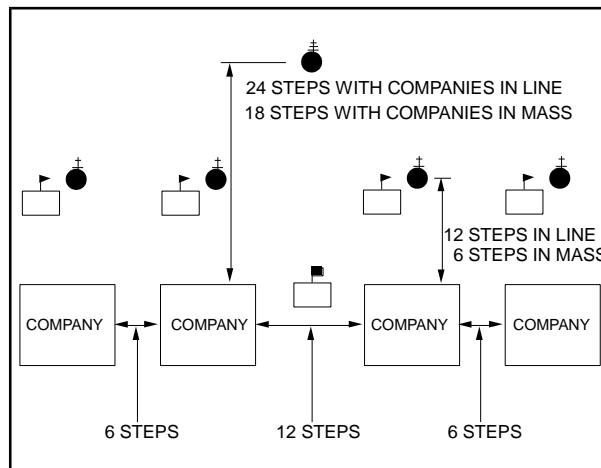 24 STEPS WITH COMPANIES IN LINE
18 STEPS WITH COMPANIES IN MASS
12 STEPS IN LINE
6 STEPS IN MASS
COMPANY COMPANY COMPANY COMPANY
6 STEPS 12 STEPS 6 STEPS